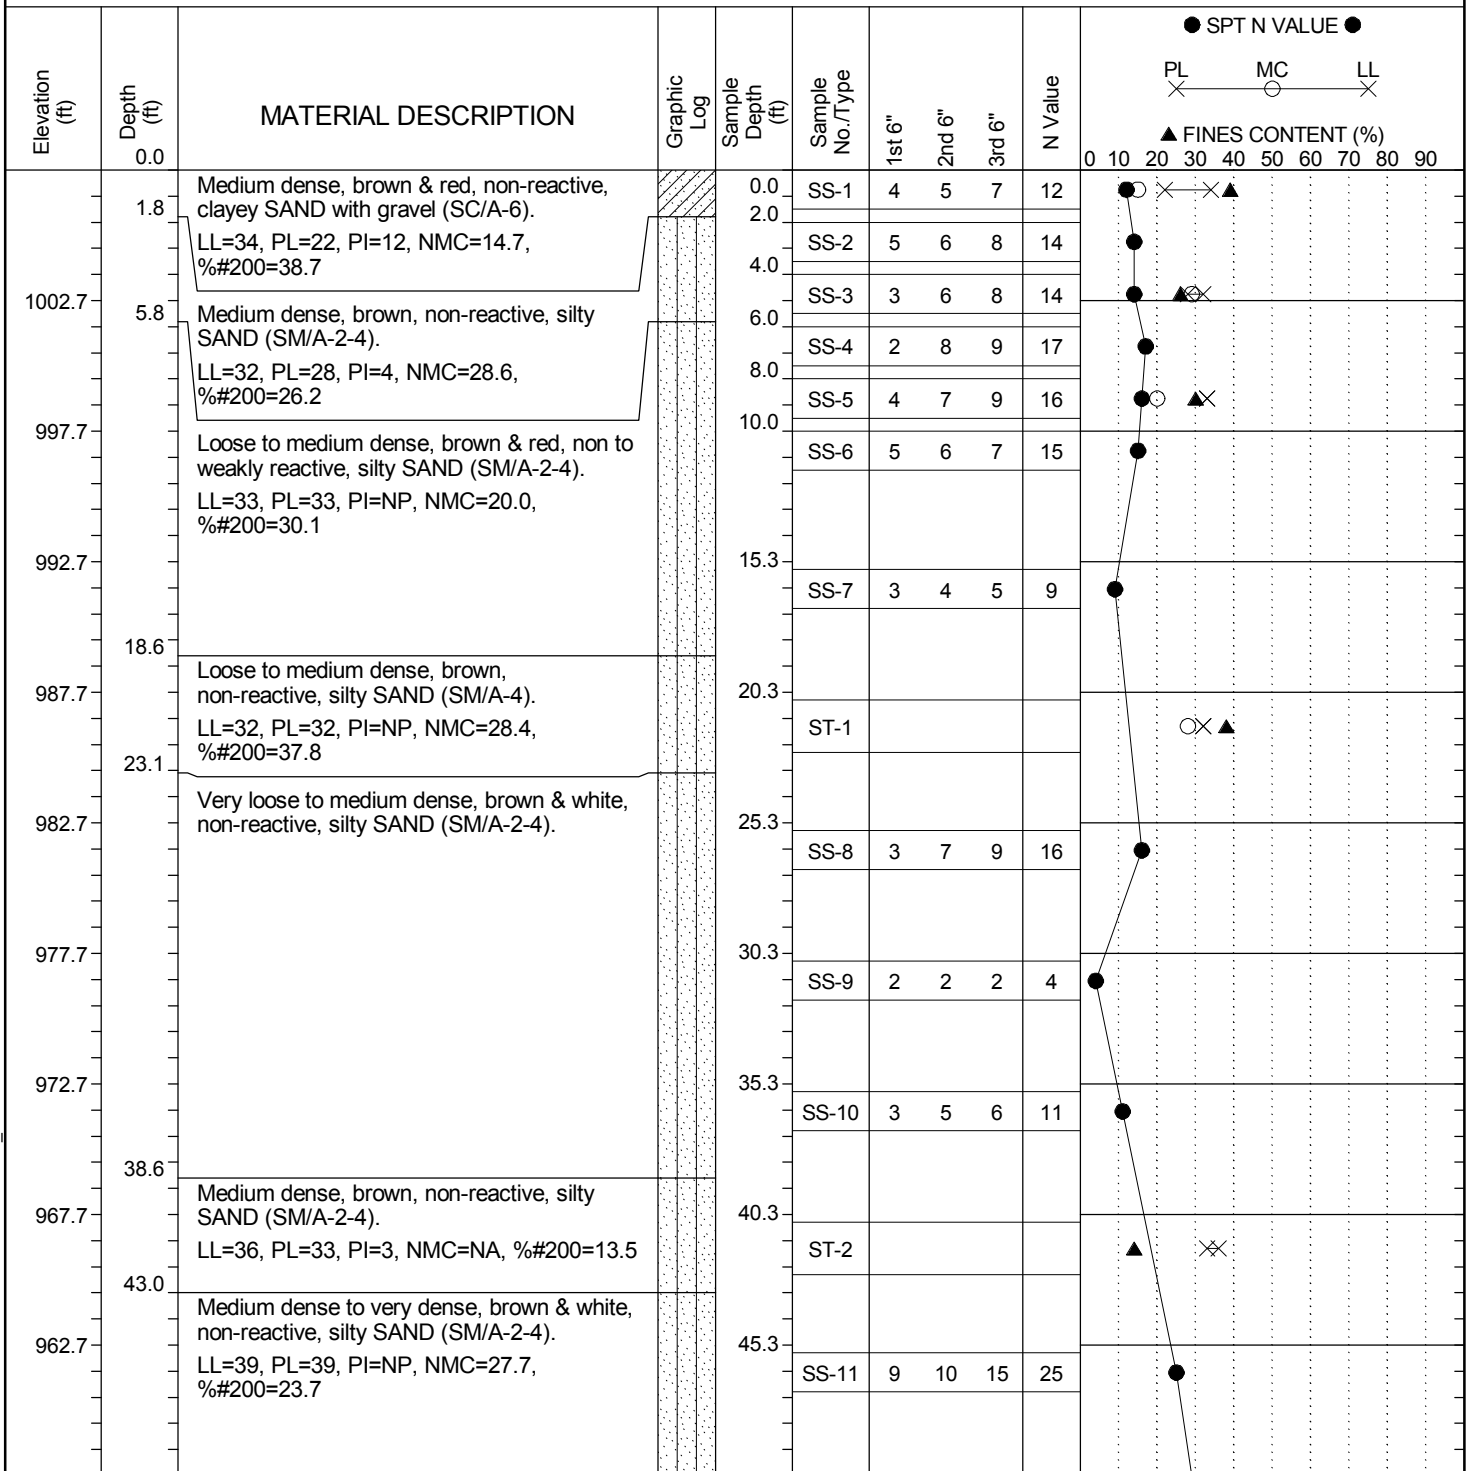 Elevation (ft)
Depth (ft)
0.0
MATERIAL DESCRIPTION
Graphic Log
Sample Depth (ft)
Sample No./Type
1st 6"
2nd 6"
3rd 6"
N Value
● SPT N VALUE ●
PL MC LL
▲ FINES CONTENT (%)
0 10 20 30 40 50 60 70 80 90
Medium dense, brown & red, non-reactive,
clayey SAND with gravel (SC/A-6).
LL=34, PL=22, PI=12, NMC=14.7,
%#200=38.7
1.8
0.0
SS-1 4 5 7 12
2.0
SS-2 5 6 8 14
4.0
1002.7
5.8
Medium dense, brown, non-reactive, silty
SAND (SM/A-2-4).
LL=32, PL=28, PI=4, NMC=28.6,
%#200=26.2
SS-3 3 6 8 14
6.0
SS-4 2 8 9 17
8.0
SS-5 4 7 9 16
10.0
997.7
Loose to medium dense, brown & red, non to
weakly reactive, silty SAND (SM/A-2-4).
LL=33, PL=33, PI=NP, NMC=20.0,
%#200=30.1
SS-6 5 6 7 15
992.7
15.3
SS-7 3 4 5 9
18.6
987.7
Loose to medium dense, brown,
non-reactive, silty SAND (SM/A-4).
LL=32, PL=32, PI=NP, NMC=28.4,
%#200=37.8
20.3
ST-1
23.1
982.7
Very loose to medium dense, brown & white,
non-reactive, silty SAND (SM/A-2-4).
25.3
SS-8 3 7 9 16
977.7
30.3
SS-9 2 2 2 4
972.7
35.3
SS-10 3 5 6 11
38.6
967.7
Medium dense, brown, non-reactive, silty
SAND (SM/A-2-4).
LL=36, PL=33, PI=3, NMC=NA, %#200=13.5
40.3
ST-2
43.0
962.7
Medium dense to very dense, brown & white,
non-reactive, silty SAND (SM/A-2-4).
LL=39, PL=39, PI=NP, NMC=27.7,
%#200=23.7
45.3
SS-11 9 10 15 25